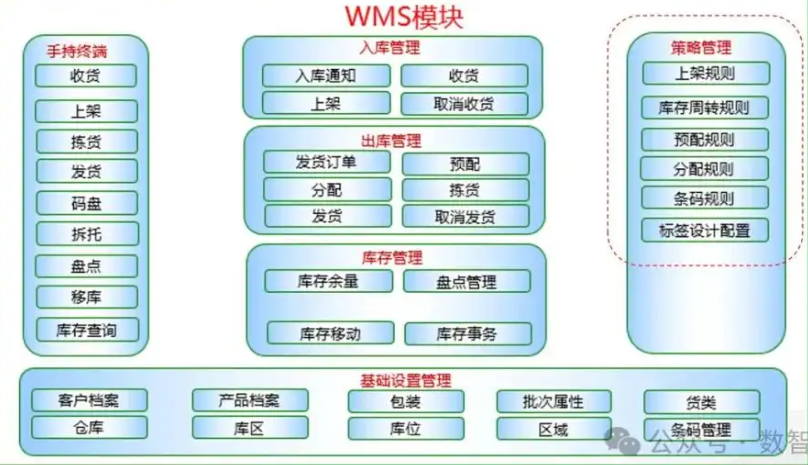 WMS模块
手持终端
收货
上架
拣货
发货
码盘
拆托
盘点
移库
库存查询
入库管理
入库通知 收货
上架 取消收货
出库管理
发货订单 预配
分配 拣货
发货 取消发货
库存管理
库存余量 盘点管理
库存移动 库存事务
策略管理
上架规则
库存周转规则
预配规则
分配规则
条码规则
标签设计配置
基础设置管理
客户档案 产品档案 包装 批次属性 货类
仓库 库区 库位 区域 条码管理
公众号·数智